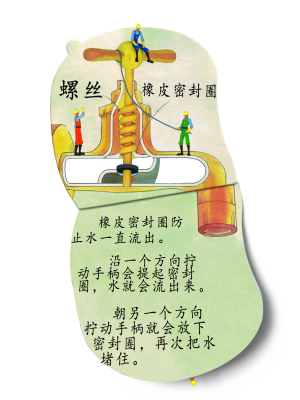 螺丝 橡皮密封圈
橡皮密封圈防
止水一直流出。
沿一个方向拧
动手柄会提起密封
圈，水就会流出来。
朝另一个方向
拧动手柄就会放下
密封圈，再次把水
堵住。